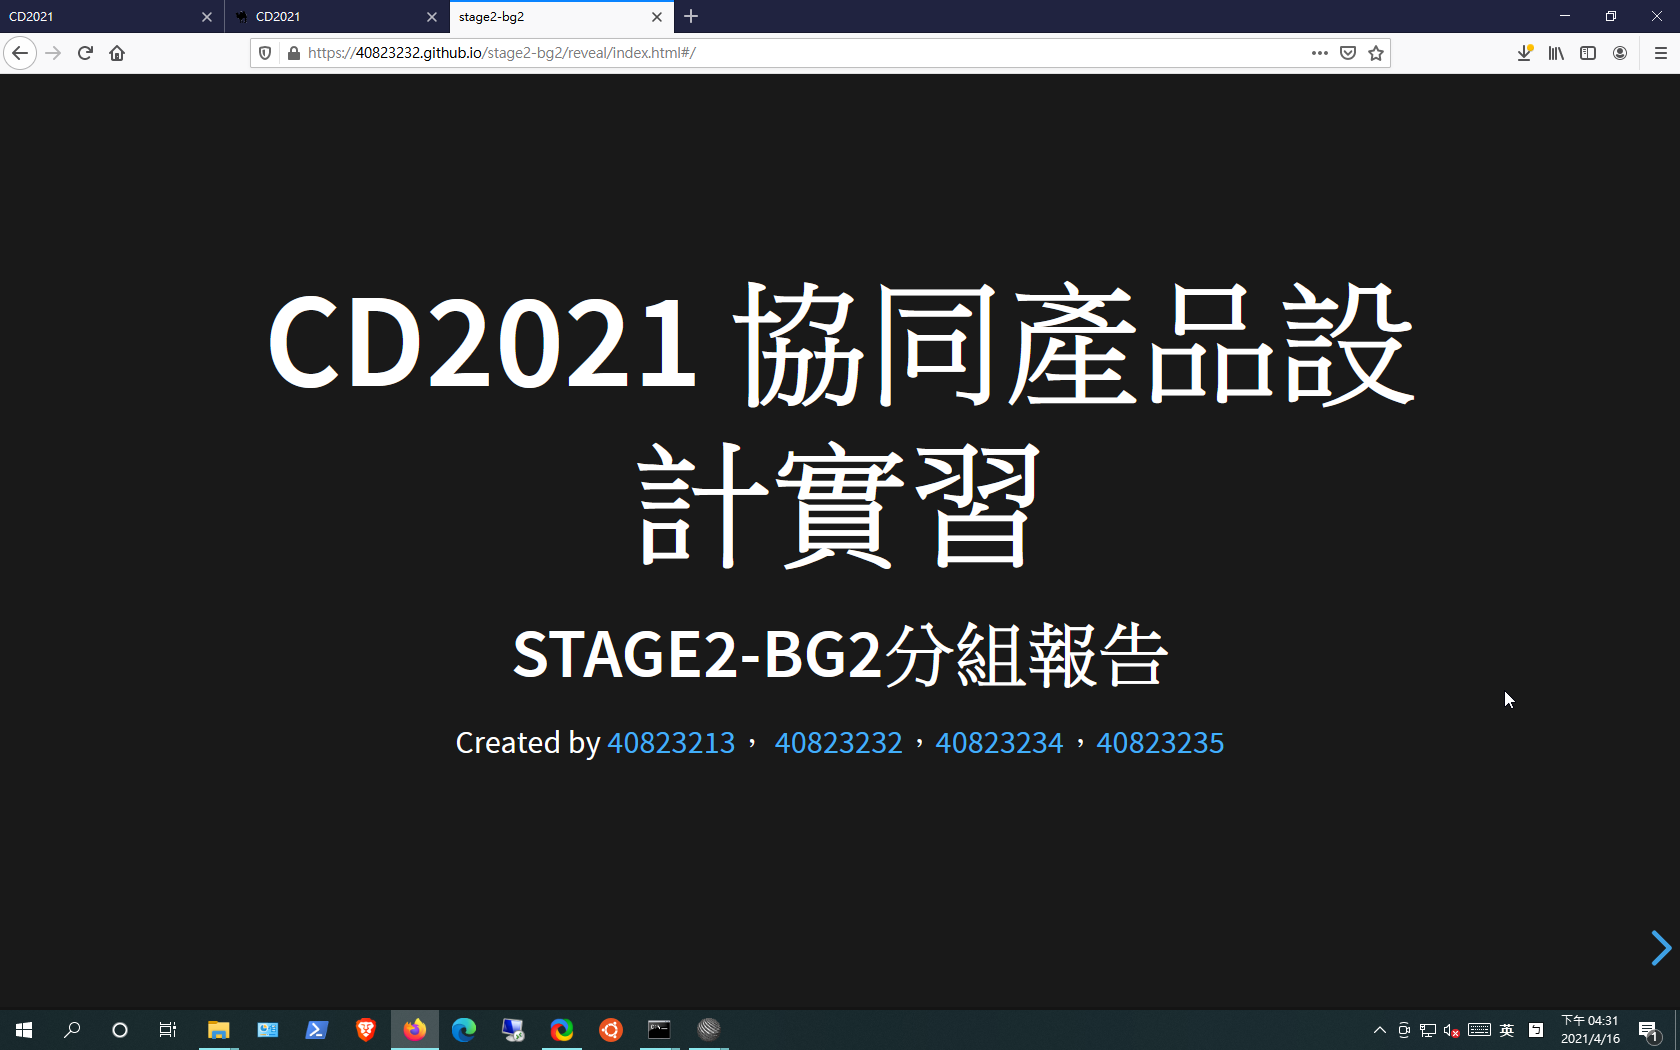 CD2021
CD2021
stage2-bg2
https://40823232.github.io/stage2-bg2/reveal/index.html#/
CD2021 協同產品設
計實習
STAGE2-BG2分組報告
Created by 40823213， 40823232，40823234，40823235
英
下午 04:31
2021/4/16
1